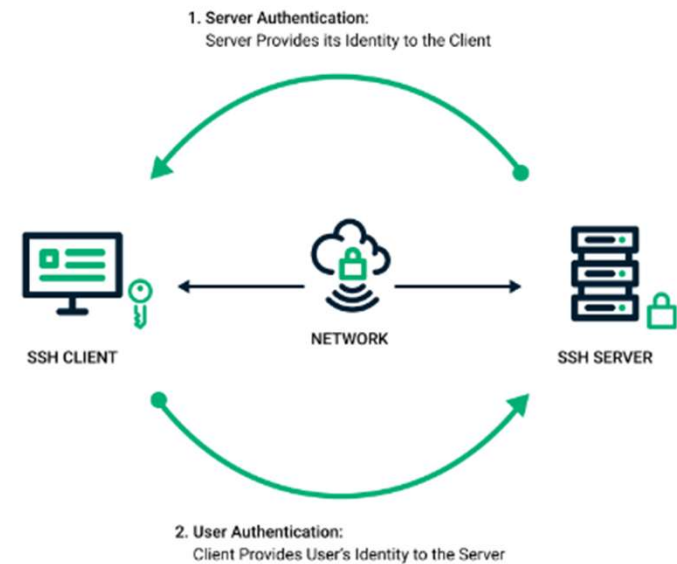 1. Server Authentication:
Server Provides its Identity to the Client
SSH CLIENT
NETWORK
SSH SERVER
2. User Authentication:
Client Provides User's Identity to the Server